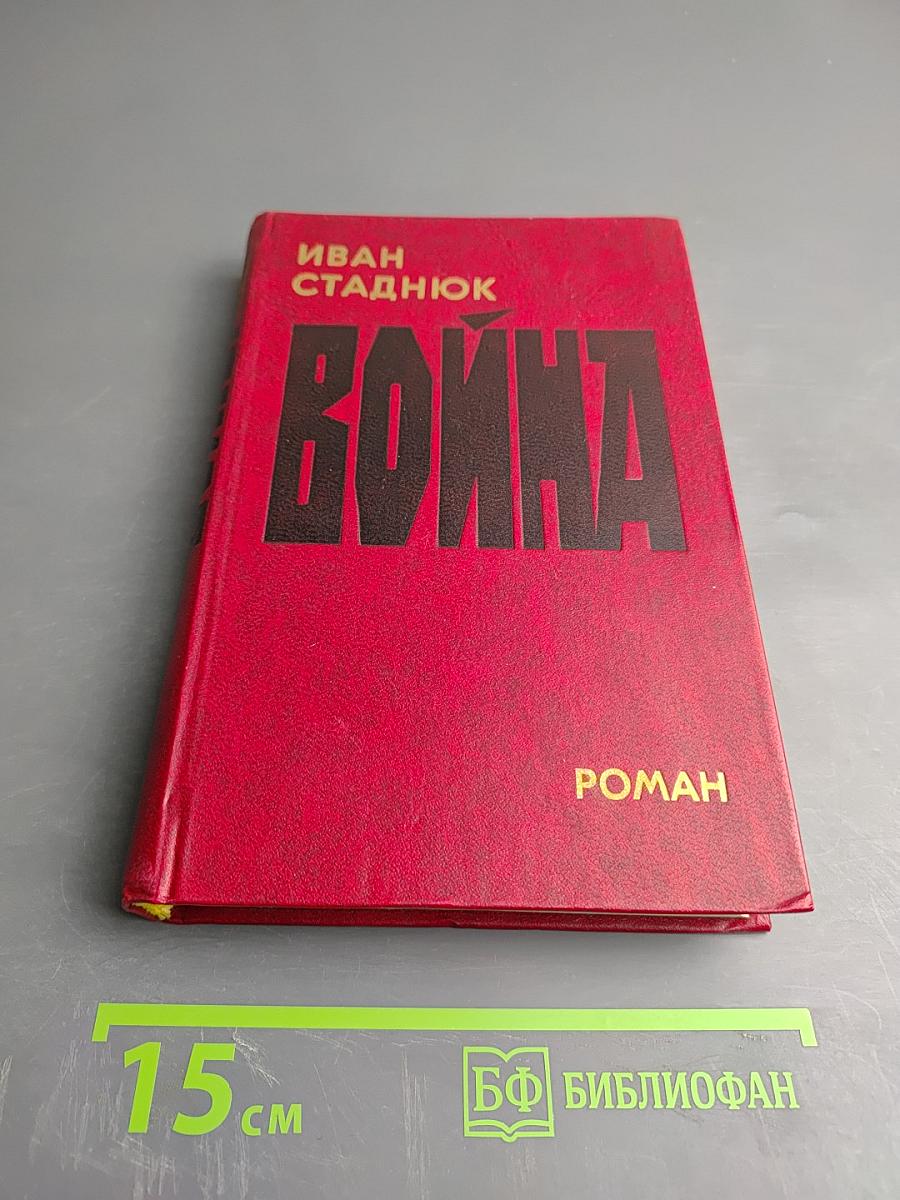 ИВАН
СТАДНЮК
ВОЙНА
РОМАН
15 см
БФ БИБЛИОФАН